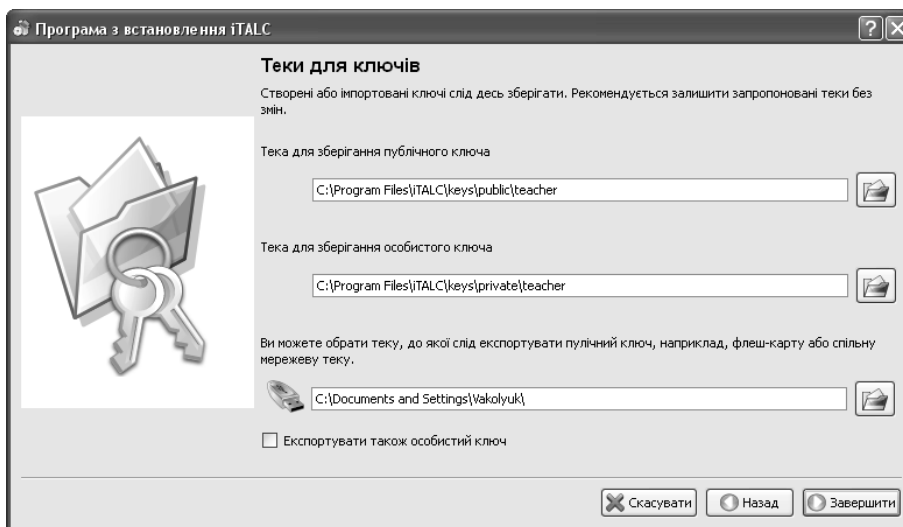 Програма з встановлення iTALC
Теки для ключів
Створені або імпортовані ключі слід десь зберігати. Рекомендується залишити запропоновані теки без
змін.
Тека для зберігання публічного ключа
C:\Program Files\iTALC\keys\public\teacher
Тека для зберігання особистого ключа
C:\Program Files\iTALC\keys\private\teacher
Ви можете обрати теку, до якої слід експортувати пулічний ключ, наприклад, флеш-карту або спільну
мережеву теку.
C:\Documents and Settings\Vakolyuk\
Експортувати також особистий ключ
Скасувати Назад Завершити